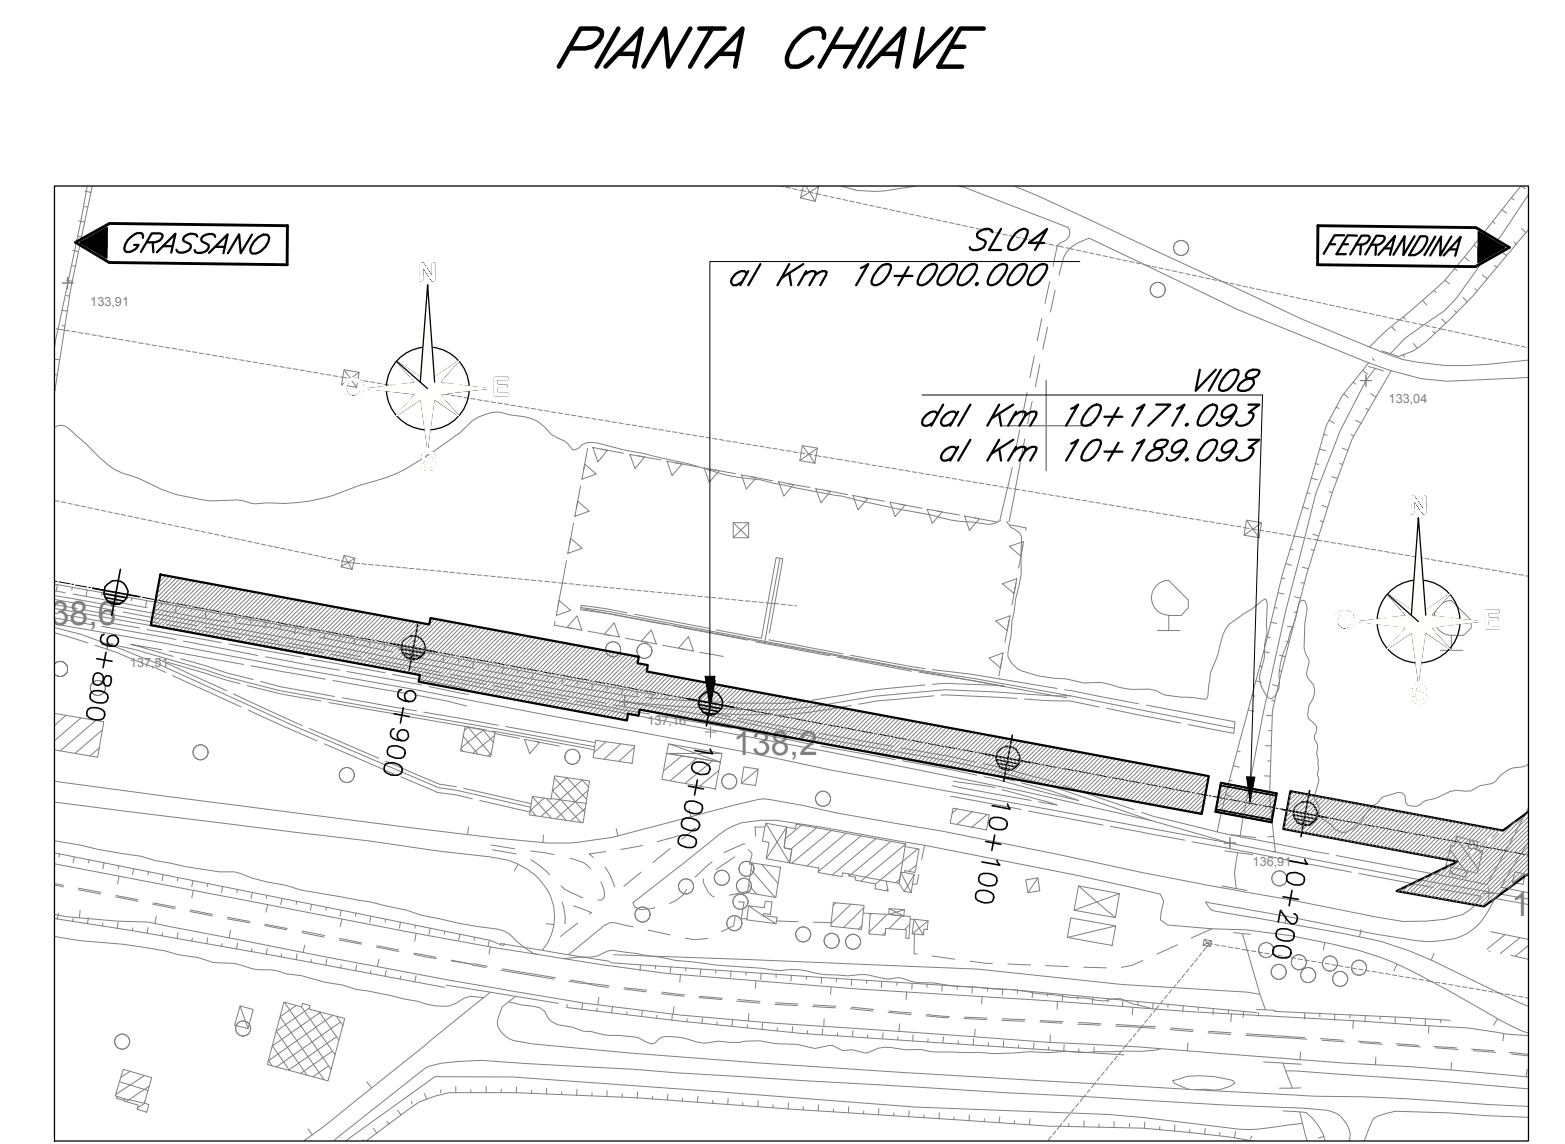 PIANTA CHIAVE
GRASSANO
FERRANDINA
SL04
al Km 10+000.000
N
133,91
E
O
S
VI08
dal Km 10+171.093
al Km 10+189.093
133,04
N
O
E
S
38,6
9+800
137,51
9+900
137,16
138,2
10+000
10+100
136,91
10+200
1